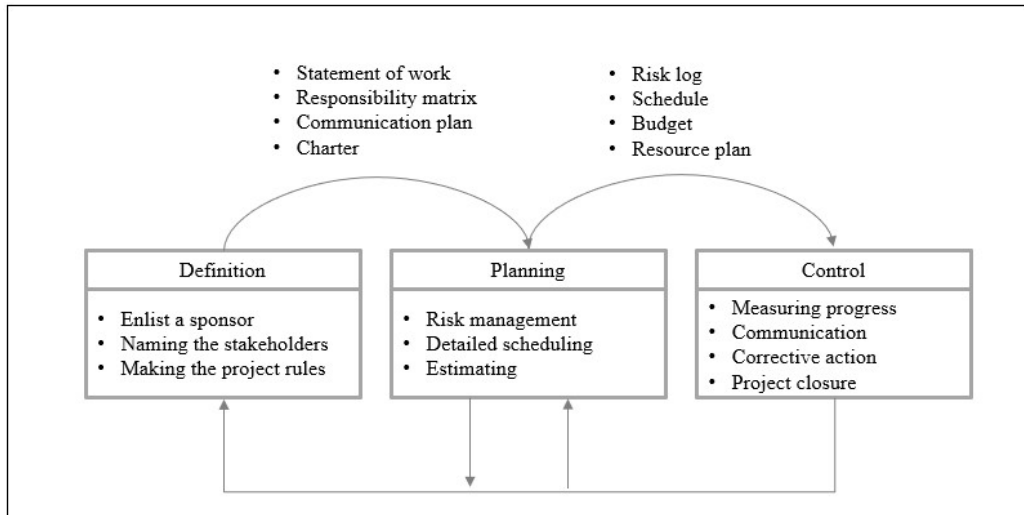 • Statement of work
• Responsibility matrix
• Communication plan
• Charter
• Risk log
• Schedule
• Budget
• Resource plan
Definition
• Enlist a sponsor
• Naming the stakeholders
• Making the project rules
Planning
• Risk management
• Detailed scheduling
• Estimating
Control
• Measuring progress
• Communication
• Corrective action
• Project closure